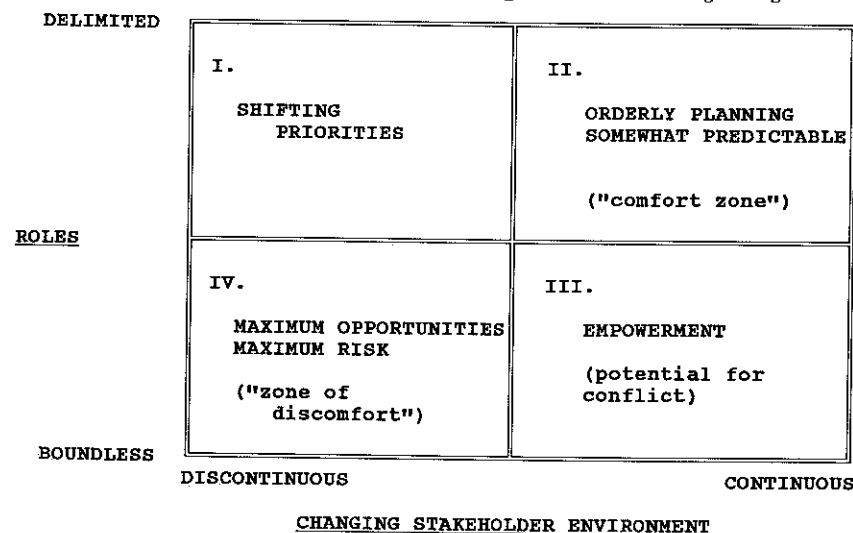 DELIMITED
I.
SHIFTING
PRIORITIES
II.
ORDERLY PLANNING
SOMEWHAT PREDICTABLE
("comfort zone")
ROLES
IV.
MAXIMUM OPPORTUNITIES
MAXIMUM RISK
("zone of
discomfort")
III.
EMPOWERMENT
(potential for
conflict)
BOUNDLESS
DISCONTINUOUS
CONTINUOUS
CHANGING STAKEHOLDER ENVIRONMENT